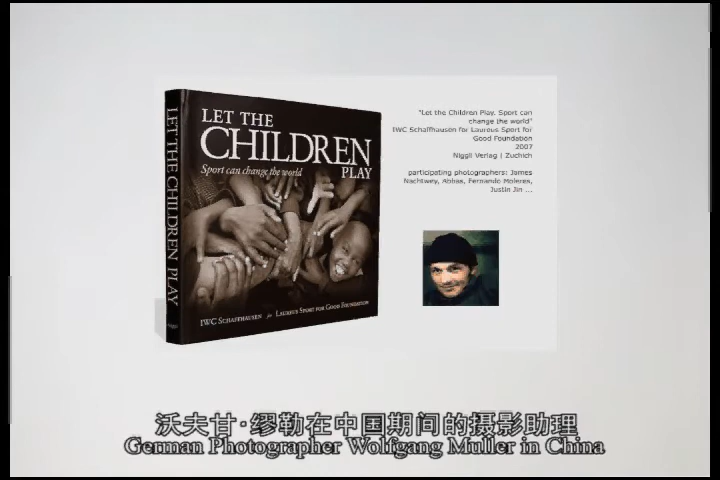 LET THE CHILDREN PLAY
LET THE
CHILDREN
PLAY
Sport can change the world
IWC SCHAFFHAUSEN for LAUREUS SPORT FOR GOOD FOUNDATION
"Let the Children Play. Sport can
change the world"
IWC Schaffhausen for Laureus Sport for
Good Foundation
2007
Niggli Verlag | Zuchich
participating photographers: James
Nachtwey, Abbas, Fernando Moleres,
Justin Jin ...
沃夫甘·缪勒在中国期间的摄影助理
German Photographer Wolfgang Muller in China